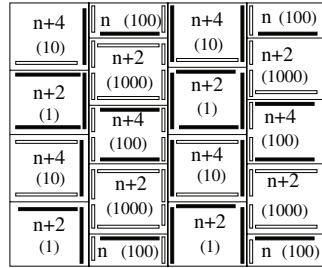 n+4
(10)
n+2
(1)
n+4
(10)
n+2
(1)
n (100)
n+2
(1000)
n+4
(100)
n+2
(1000)
n (100)
n+4
(10)
n+2
(1)
n+4
(10)
n+2
(1)
n (100)
n+2
(1000)
n+4
(100)
n+2
(1000)
n (100)